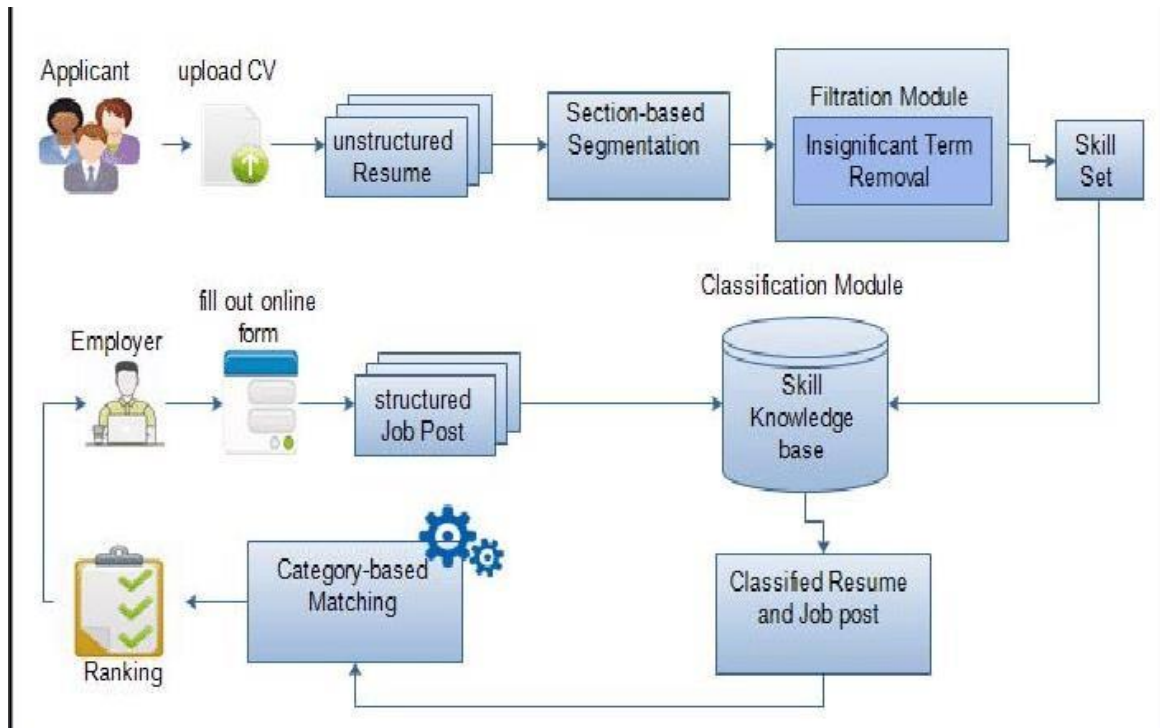 Applicant
upload CV
unstructured
Resume
Section-based
Segmentation
Filtration Module
Insignificant Term
Removal
Skill
Set
Classification Module
fill out online
form
Employer
structured
Job Post
Skill
Knowledge
base
Category-based
Matching
Classified Resume
and Job post
Ranking